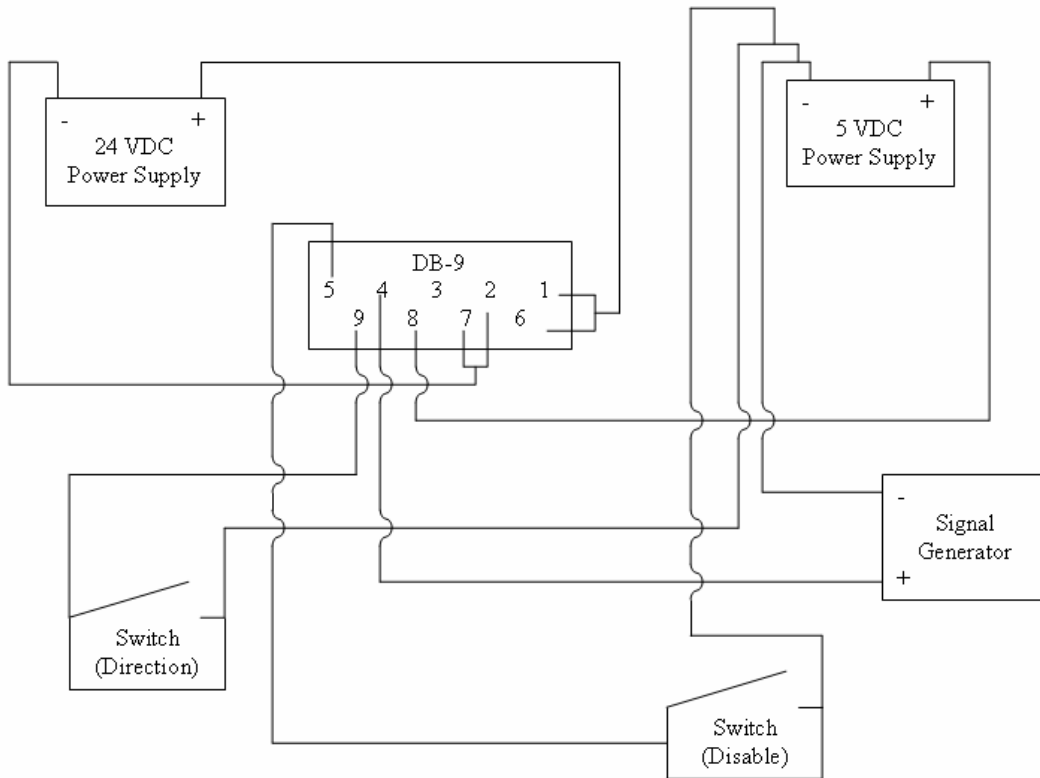 - +
24 VDC
Power Supply
- +
5 VDC
Power Supply
DB-9
5 4 3 2 1
9 8 7 6
-
Signal
Generator
+
Switch
(Direction)
Switch
(Disable)